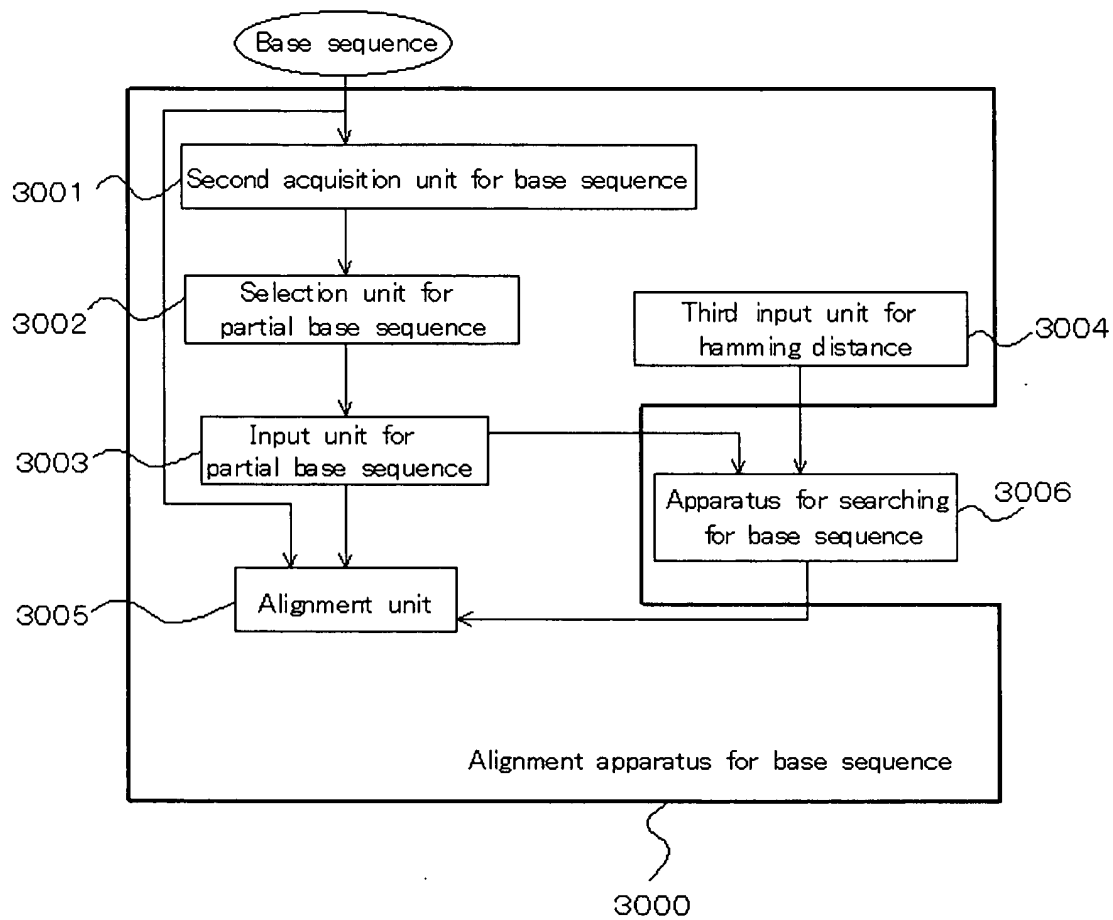 Base sequence
3001
Second acquisition unit for base sequence
3002
Selection unit for
partial base sequence
Third input unit for
hamming distance
3004
3003
Input unit for
partial base sequence
Apparatus for searching
for base sequence
3006
3005
Alignment unit
Alignment apparatus for base sequence
3000